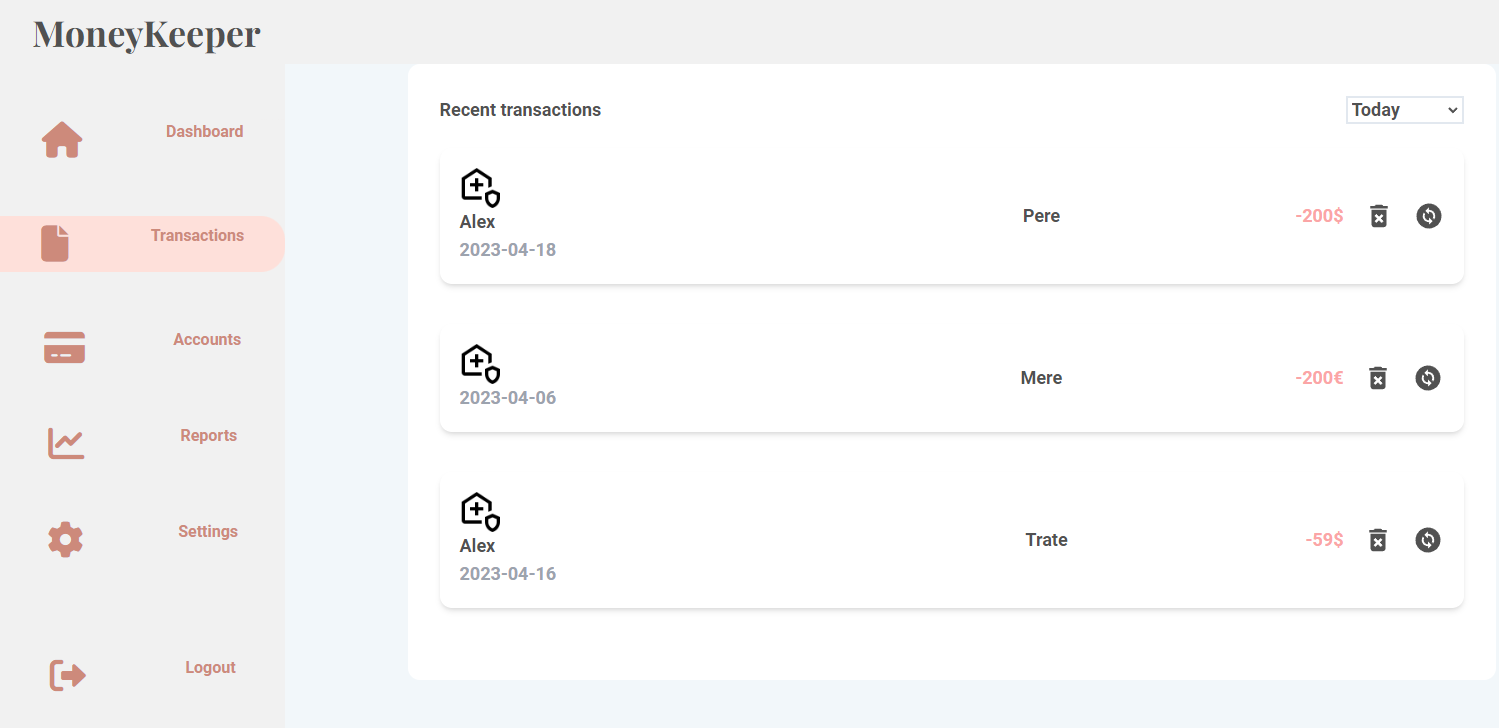 MoneyKeeper
Dashboard
Transactions
Accounts
Reports
Settings
Logout
Recent transactions
Today
Alex
2023-04-18
Pere
-200$
2023-04-06
Mere
-200€
Alex
2023-04-16
Trate
-59$